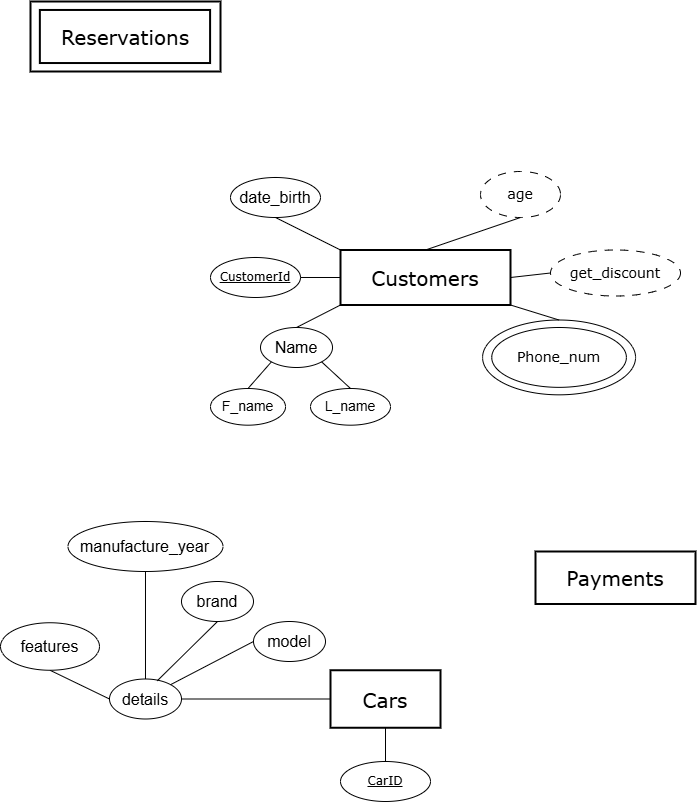 Reservations
date_birth
age
CustomerId
Customers
get_discount
Name
Phone_num
F_name
L_name
manufacture_year
brand
Payments
features
model
details
Cars
CarID